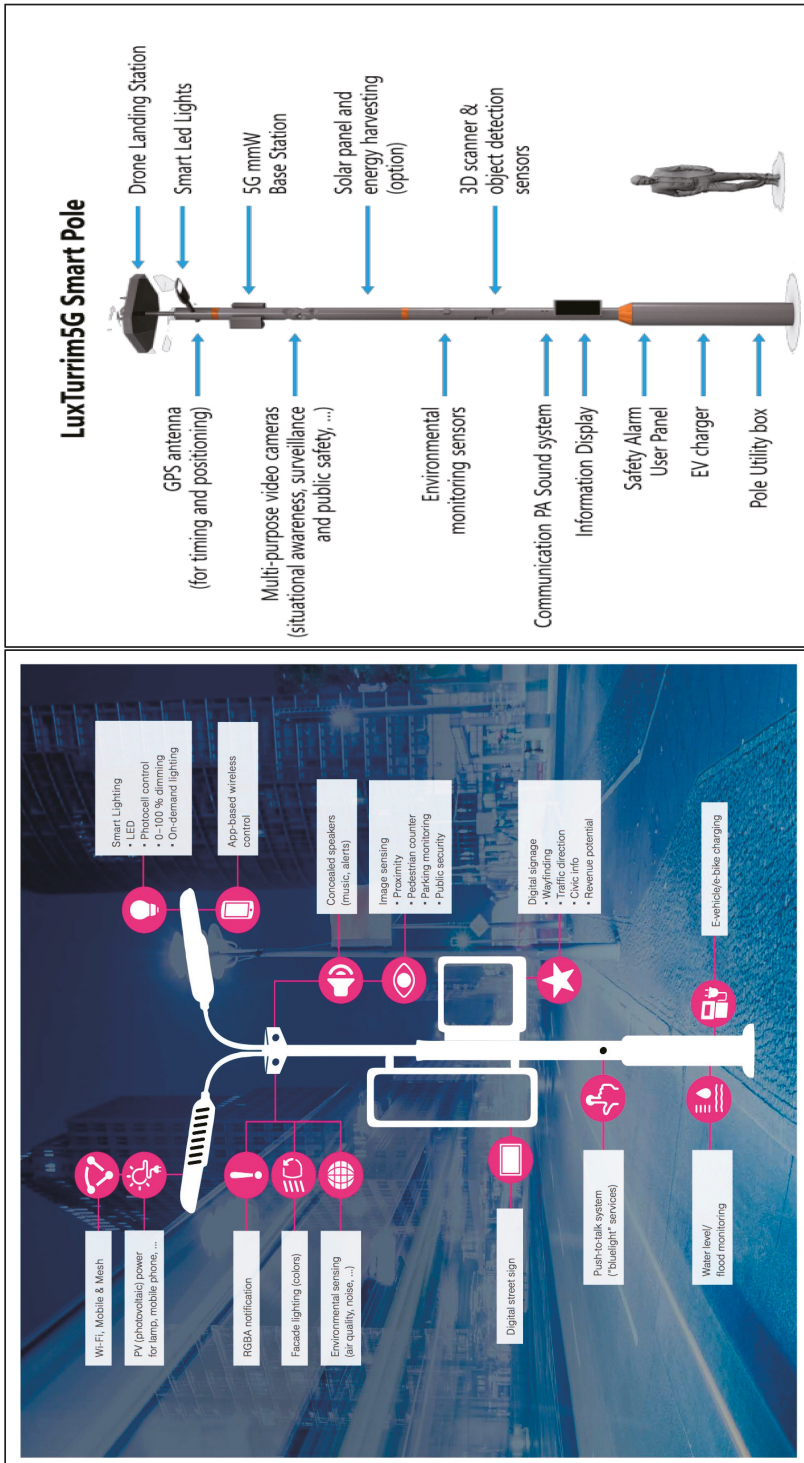 Wi-Fi, Mobile & Mesh
PV (photovoltaic) power
for lamp, mobile phone, ...
RGBA notification
Facade lighting (colors)
Environmental sensing
(air quality, noise, ...)
Digital street sign
Push-to-talk system
("bluelight" services)
Water level/
flood monitoring
Smart Lighting
• LED
• Photocell control
• 0–100 % dimming
• On-demand lighting
App-based wireless
control
Concealed speakers
(music, alerts)
Image sensing
• Proximity
• Pedestrian counter
• Parking monitoring
• Public security
Digital signage
• Wayfinding
• Traffic direction
• Civic info
• Revenue potential
E-vehicle/e-bike charging
LuxTurrim5G Smart Pole
GPS antenna
(for timing and positioning)
Multi-purpose video cameras
(situational awareness, surveillance
and public safety, ...)
Environmental
monitoring sensors
Communication PA Sound system
Information Display
Safety Alarm
User Panel
EV charger
Pole Utility box
Drone Landing Station
Smart Led Lights
5G mmW
Base Station
Solar panel and
energy harvesting
(option)
3D scanner &
object detection
sensors